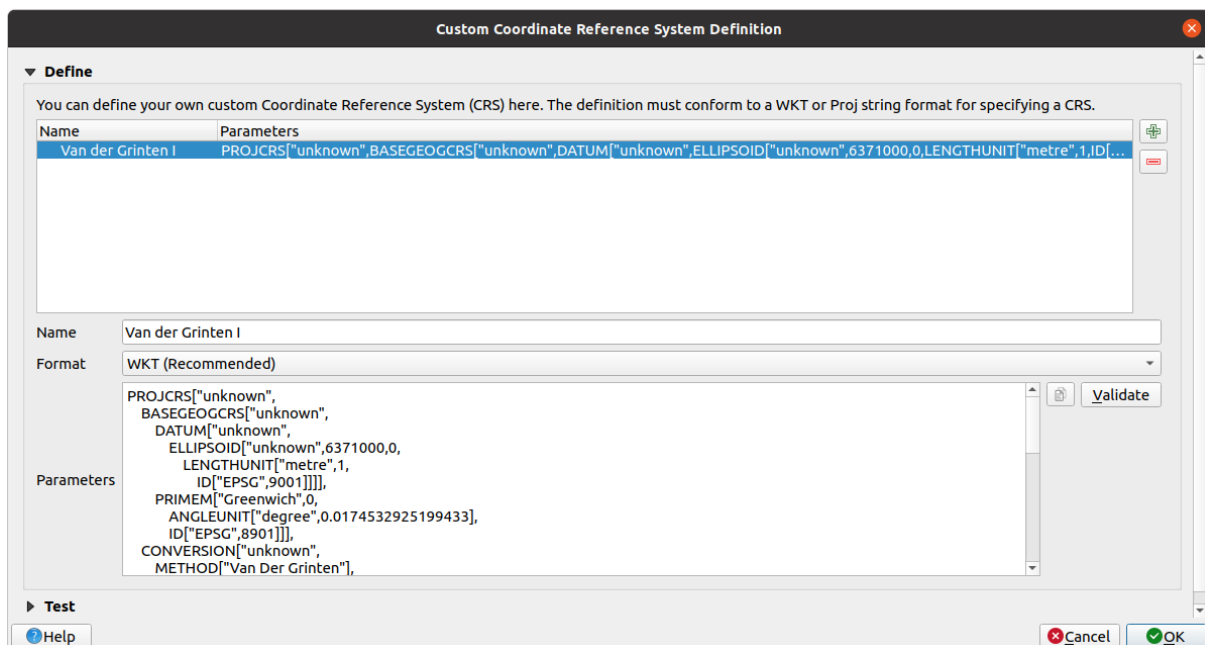 Custom Coordinate Reference System Definition
Define
You can define your own custom Coordinate Reference System (CRS) here. The definition must conform to a WKT or Proj string format for specifying a CRS.
Name Parameters
Van der Grinten I PROJCRS["unknown",BASEGEOGCRS["unknown",DATUM["unknown",ELLIPSOID["unknown",6371000,0,LENGTHUNIT["metre",1,ID[...
Name Van der Grinten I
Format WKT (Recommended)
PROJCRS["unknown",
BASEGEOGCRS["unknown",
DATUM["unknown",
ELLIPSOID["unknown",6371000,0,
LENGTHUNIT["metre",1,
ID["EPSG",9001]]]],
PRIMEM["Greenwich",0,
ANGLEUNIT["degree",0.0174532925199433],
ID["EPSG",8901]]],
CONVERSION["unknown",
METHOD["Van Der Grinten"],
Parameters
Validate
Test
Help Cancel OK